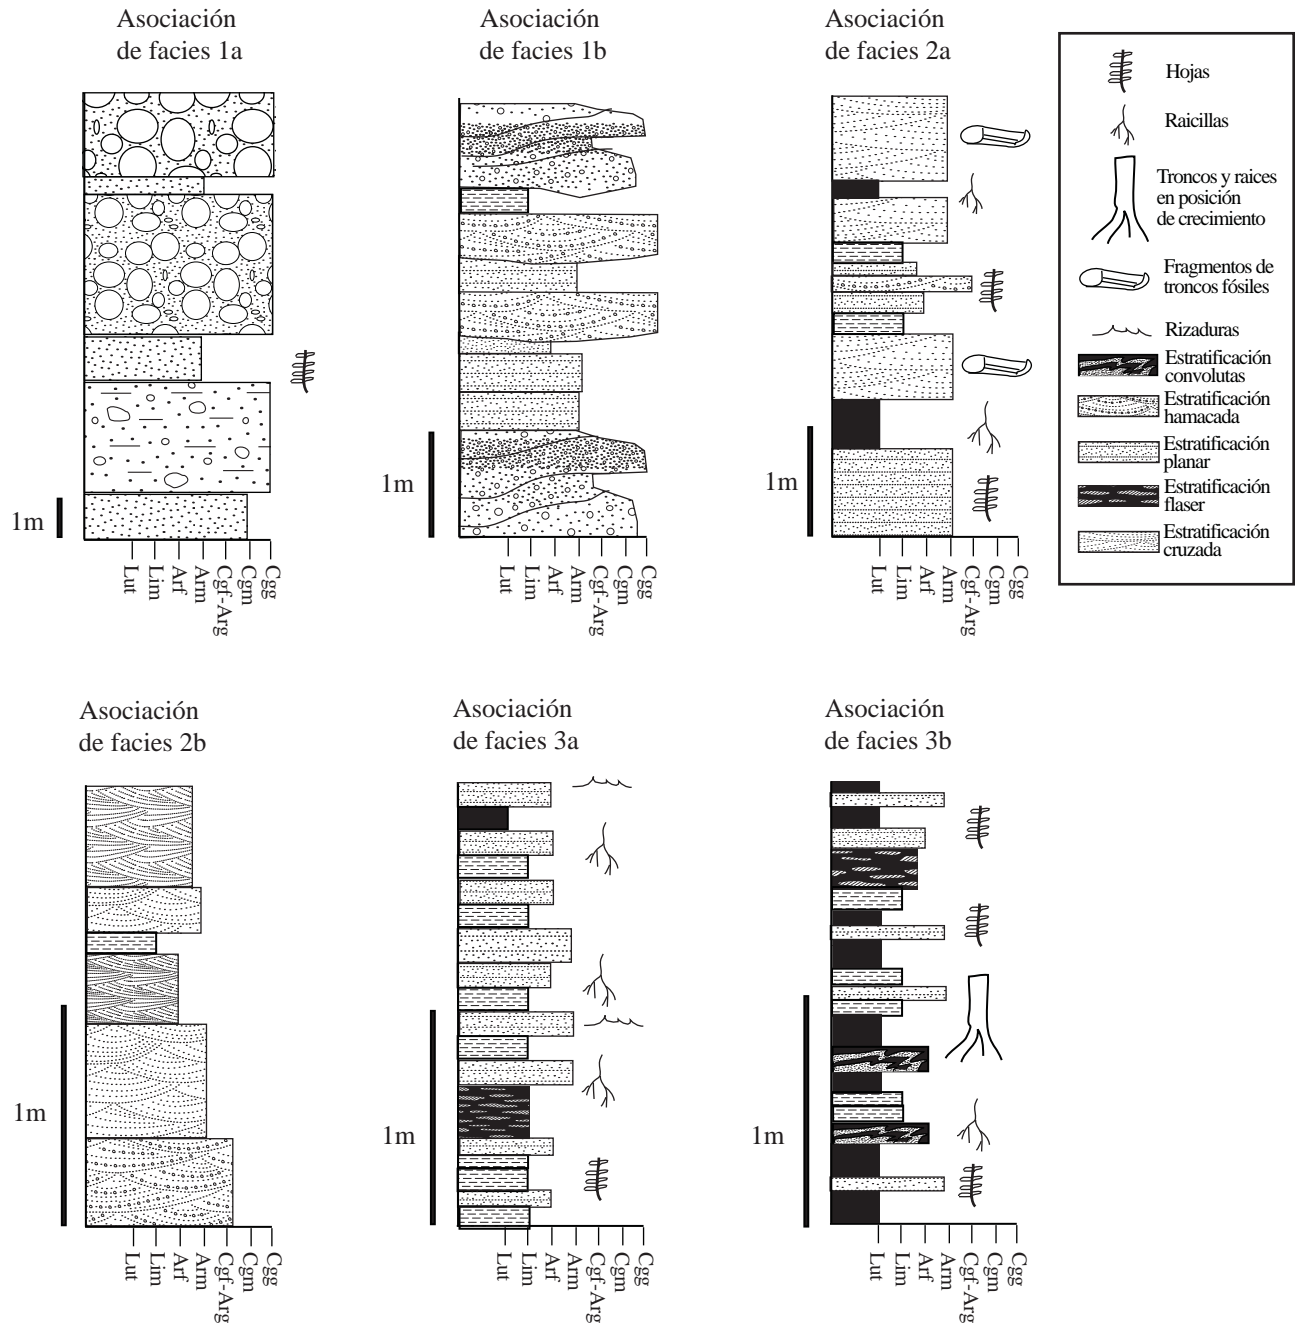 Asociación
de facies 1a
Asociación
de facies 1b
Asociación
de facies 2a
Hojas
Raicillas
Troncos y raices
en posición
de crecimiento
Fragmentos de
troncos fósiles
Rizaduras
Estratificación
convolutas
Estratificación
hamacada
Estratificación
planar
Estratificación
flaser
Estratificación
cruzada
1m
1m
1m
Lut
Lim
Arf
Arm
Cgf-Arg
Cgm
Cgg
Lut
Lim
Arf
Arm
Cgf-Arg
Cgm
Cgg
Lut
Lim
Arf
Arm
Cgf-Arg
Cgm
Cgg
Asociación
de facies 2b
Asociación
de facies 3a
Asociación
de facies 3b
1m
1m
1m
Lut
Lim
Arf
Arm
Cgf-Arg
Cgm
Cgg
Lut
Lim
Arf
Arm
Cgf-Arg
Cgm
Cgg
Lut
Lim
Arf
Arm
Cgf-Arg
Cgm
Cgg